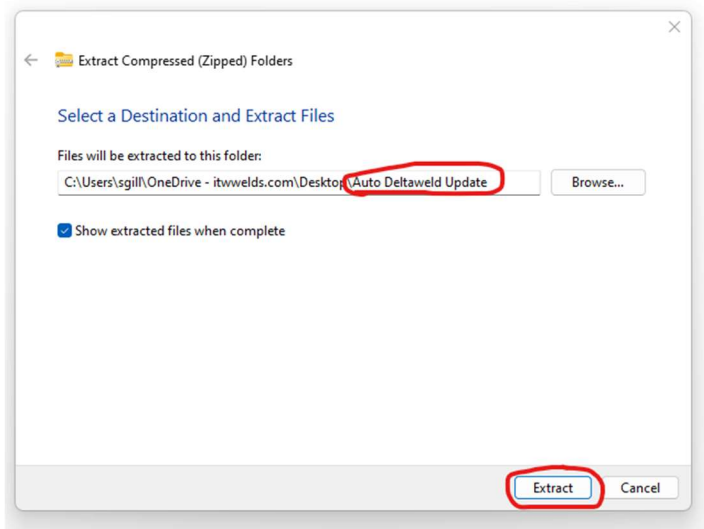 Extract Compressed (Zipped) Folders
Select a Destination and Extract Files
Files will be extracted to this folder:
C:\Users\sgill\OneDrive - itwwelds.com\Desktop\Auto Deltaweld Update
Browse...
Show extracted files when complete
Extract
Cancel